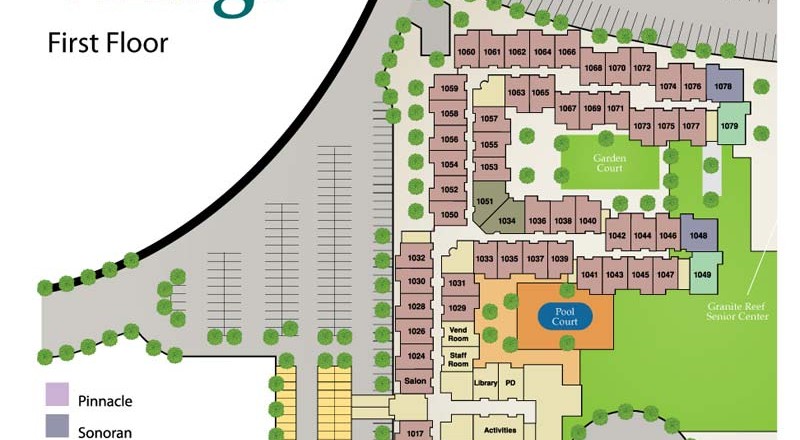 First Floor
1060 1061 1062 1064 1066
1068 1070 1072
1074 1076 1078
1059
1058
1056
1054
1052
1050
1063 1065
1067 1069 1071
1073 1075 1077
1079
1057
1055
1053
1051
1034
1036 1038 1040
1042 1044 1046 1048
Garden
Court
1032
1030
1028
1026
1024
Salon
1033 1035 1037 1039
1041 1043 1045 1047 1049
1031
1029
Vend
Room
Staff
Room
Pool
Court
Granite Reef
Senior Center
Library PD
Activities
1017
Pinnacle
Sonoran